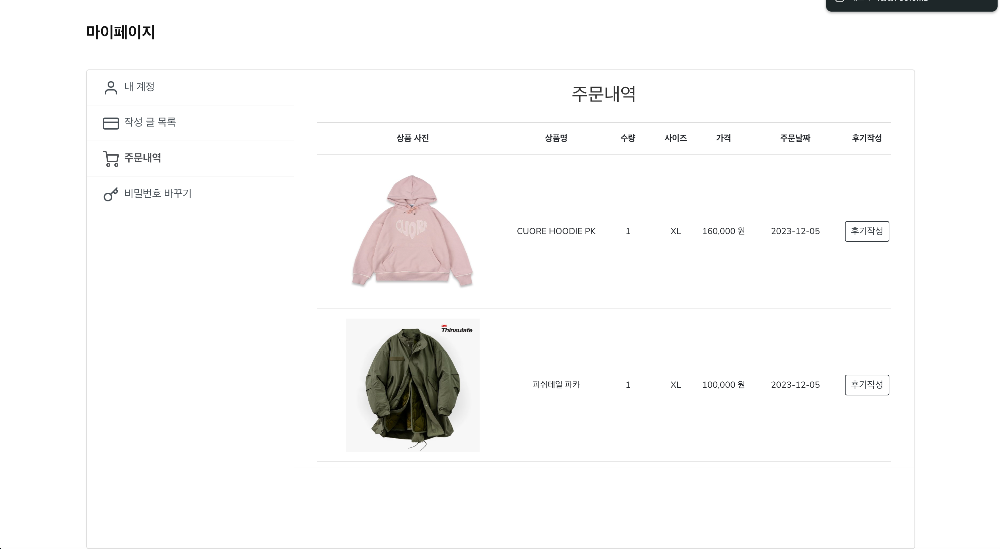 마이페이지
내 계정
작성 글 목록
주문내역
비밀번호 바꾸기
주문내역
상품 사진 상품명 수량 사이즈 가격 주문날짜 후기작성
CUORE
CUORE HOODIE PK 1 XL 160,000 원 2023-12-05 후기작성
3M
Thinsulate
피쉬테일 파카 1 XL 100,000 원 2023-12-05 후기작성